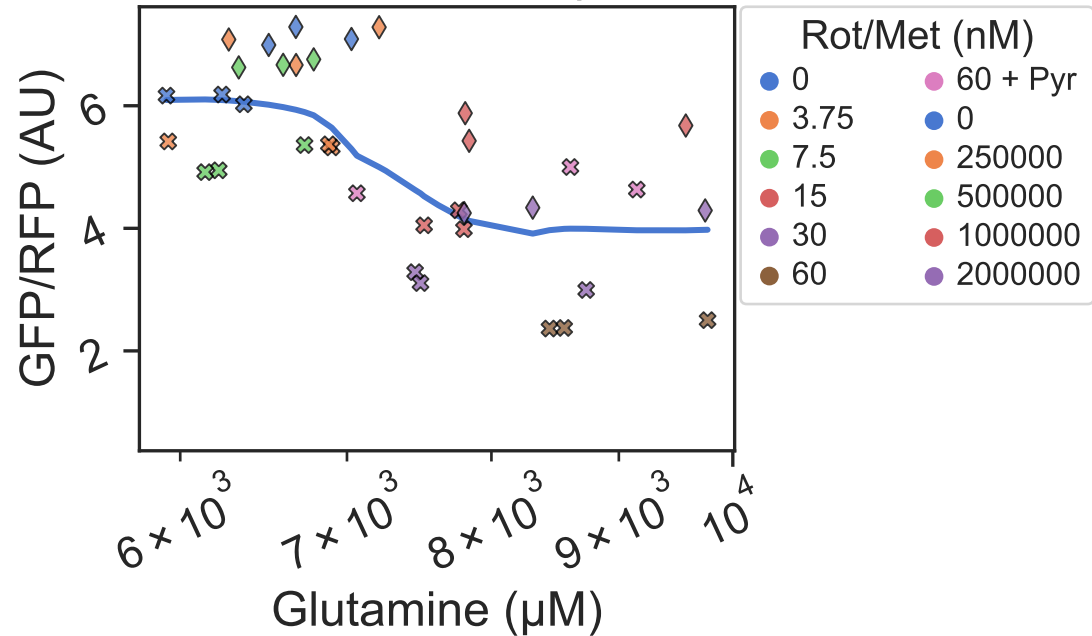 GFP/RFP (AU)
6
4
2
6 × 10³
7 × 10³
8 × 10³
9 × 10³
10⁴
Glutamine (μM)
Rot/Met (nM)
0
3.75
7.5
15
30
60
60 + Pyr
0
250000
500000
1000000
2000000